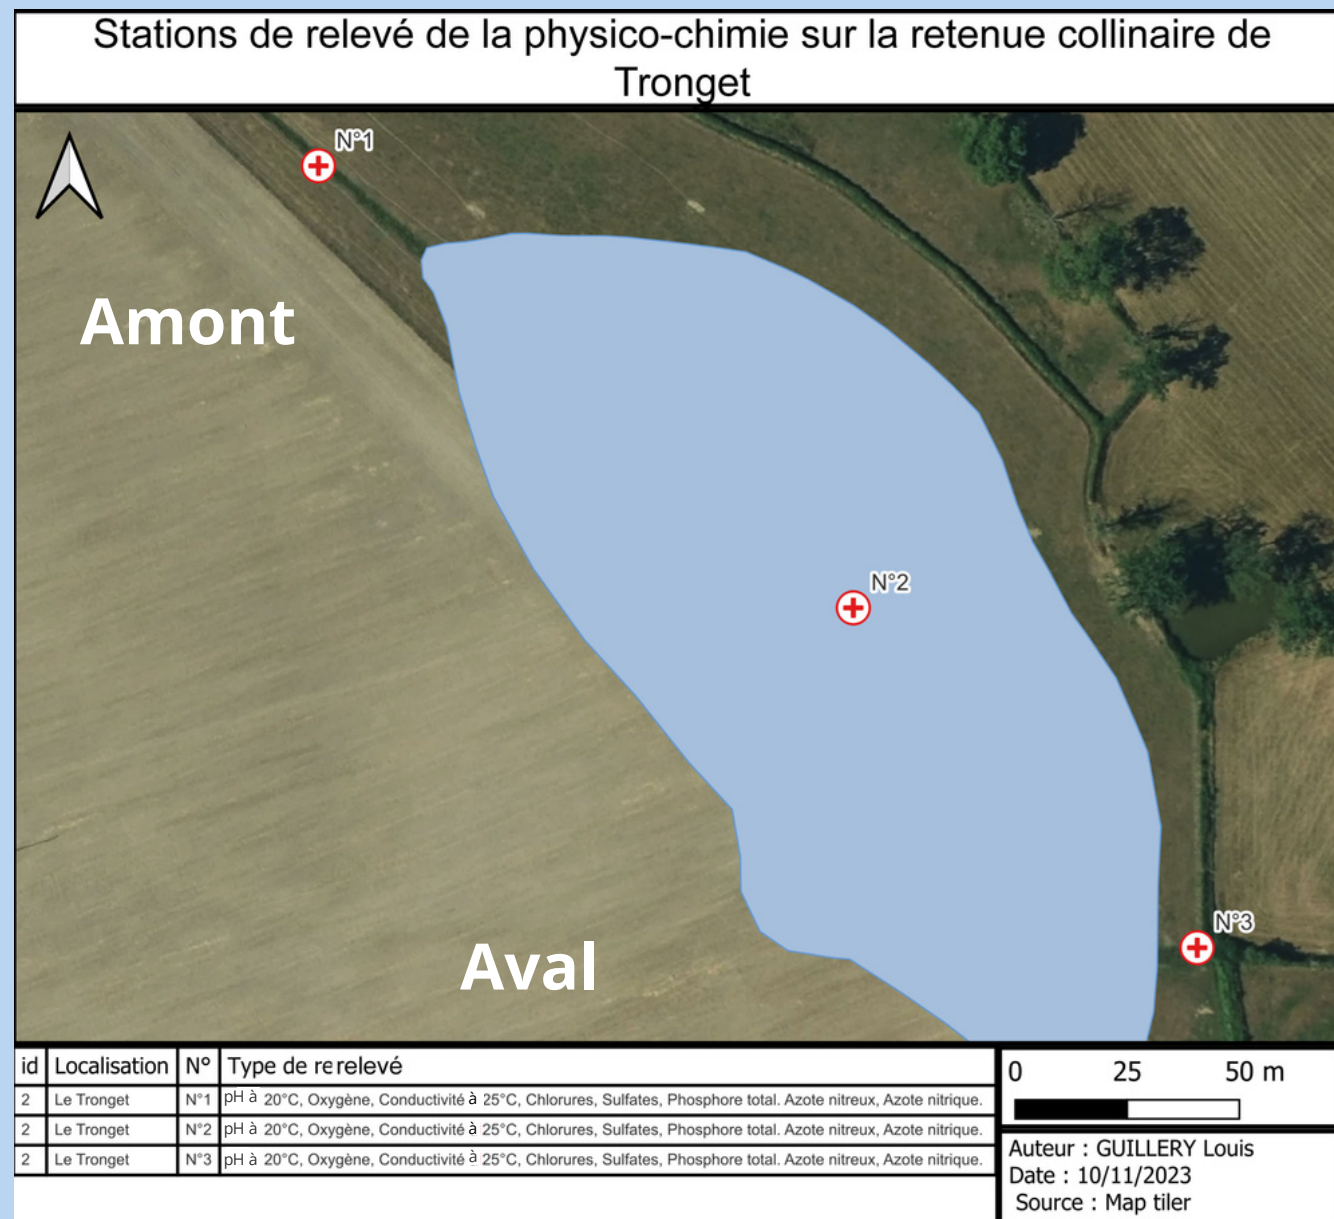 Stations de relevé de la physico-chimie sur la retenue collinaire de
Tronget
N°1
Amont
N°2
Aval
N°3
id Localisation N° Type de re relevé
2 Le Tronget N°1 pH à 20°C, Oxygène, Conductivité à 25°C, Chlorures, Sulfates, Phosphore total. Azote nitreux, Azote nitrique.
2 Le Tronget N°2 pH à 20°C, Oxygène, Conductivité à 25°C, Chlorures, Sulfates, Phosphore total. Azote nitreux, Azote nitrique.
2 Le Tronget N°3 pH à 20°C, Oxygène, Conductivité à 25°C, Chlorures, Sulfates, Phosphore total. Azote nitreux, Azote nitrique.
0 25 50 m
Auteur : GUILLERY Louis
Date : 10/11/2023
Source : Map tiler